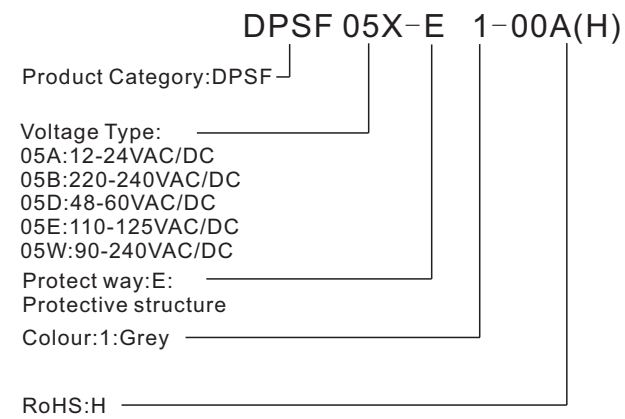 DPSF 05X-E 1-00A(H)
Product Category:DPSF
Voltage Type:
05A:12-24VAC/DC
05B:220-240VAC/DC
05D:48-60VAC/DC
05E:110-125VAC/DC
05W:90-240VAC/DC
Protect way:E:
Protective structure
Colour:1:Grey
RoHS:H